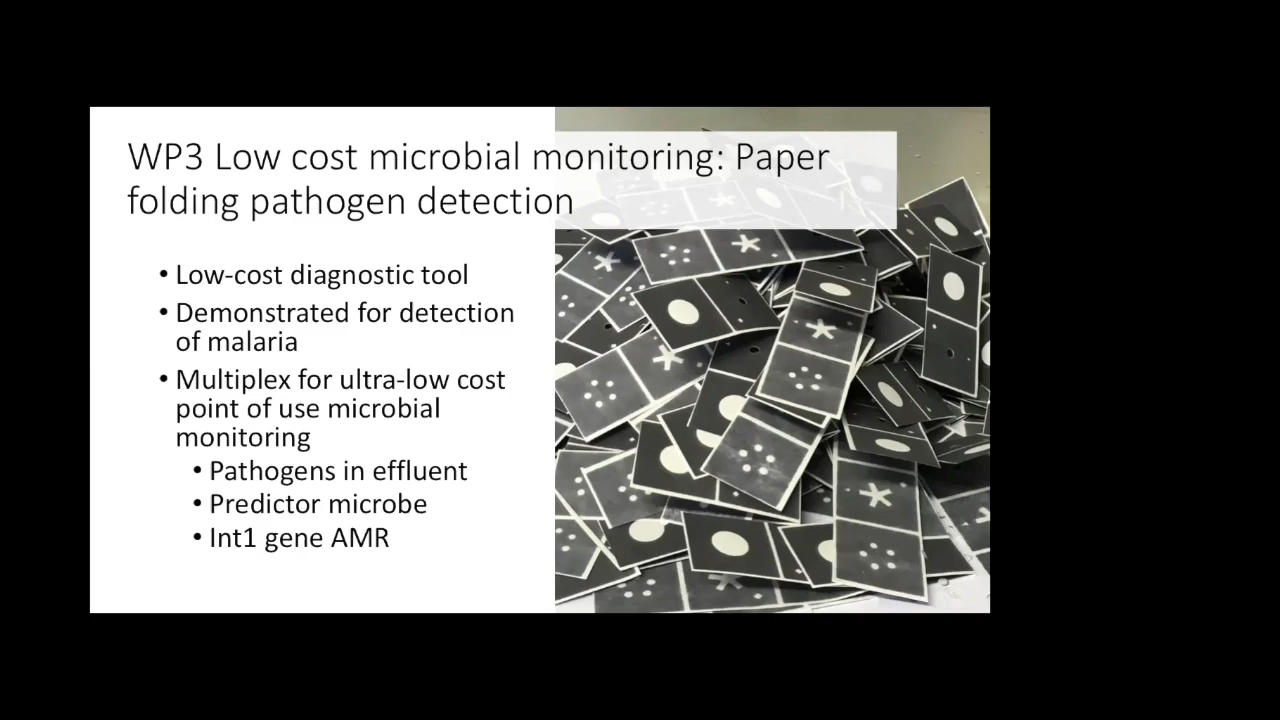 WP3 Low cost microbial monitoring: Paper
folding pathogen detection
• Low-cost diagnostic tool
• Demonstrated for detection
of malaria
• Multiplex for ultra-low cost
point of use microbial
monitoring
• Pathogens in effluent
• Predictor microbe
• Int1 gene AMR